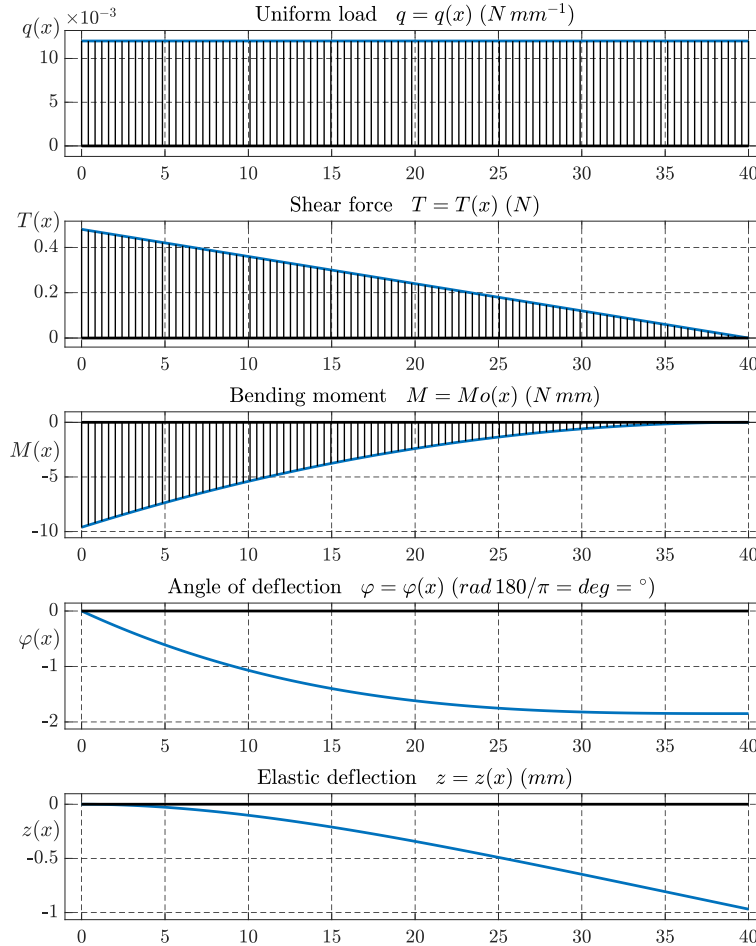 Uniform load q = q(x) (N mm⁻¹)
q(x) ×10⁻³
10
5
0
0 5 10 15 20 25 30 35 40
Shear force T = T(x) (N)
T(x)
0.4
0.2
0
0 5 10 15 20 25 30 35 40
Bending moment M = Mo(x) (N mm)
0
M(x)
-5
-10
0 5 10 15 20 25 30 35 40
Angle of deflection φ = φ(x) (rad 180/π = deg = °)
0
φ(x)
-1
-2
0 5 10 15 20 25 30 35 40
Elastic deflection z = z(x) (mm)
0
z(x)
-0.5
-1
0 5 10 15 20 25 30 35 40